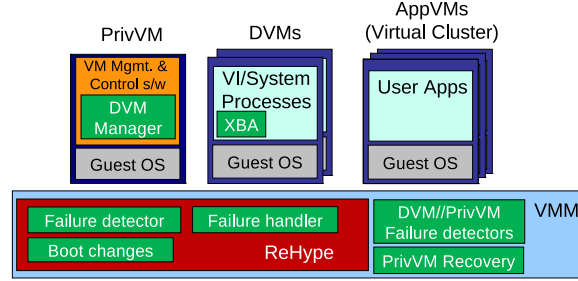 PrivVM
DVMs
AppVMs
(Virtual Cluster)
VM Mgmt. &
Control s/w
DVM
Manager
Guest OS
VI/System
Processes
XBA
Guest OS
User Apps
Guest OS
Failure detector
Failure handler
Boot changes
ReHype
DVM//PrivVM
Failure detectors
PrivVM Recovery
VMM